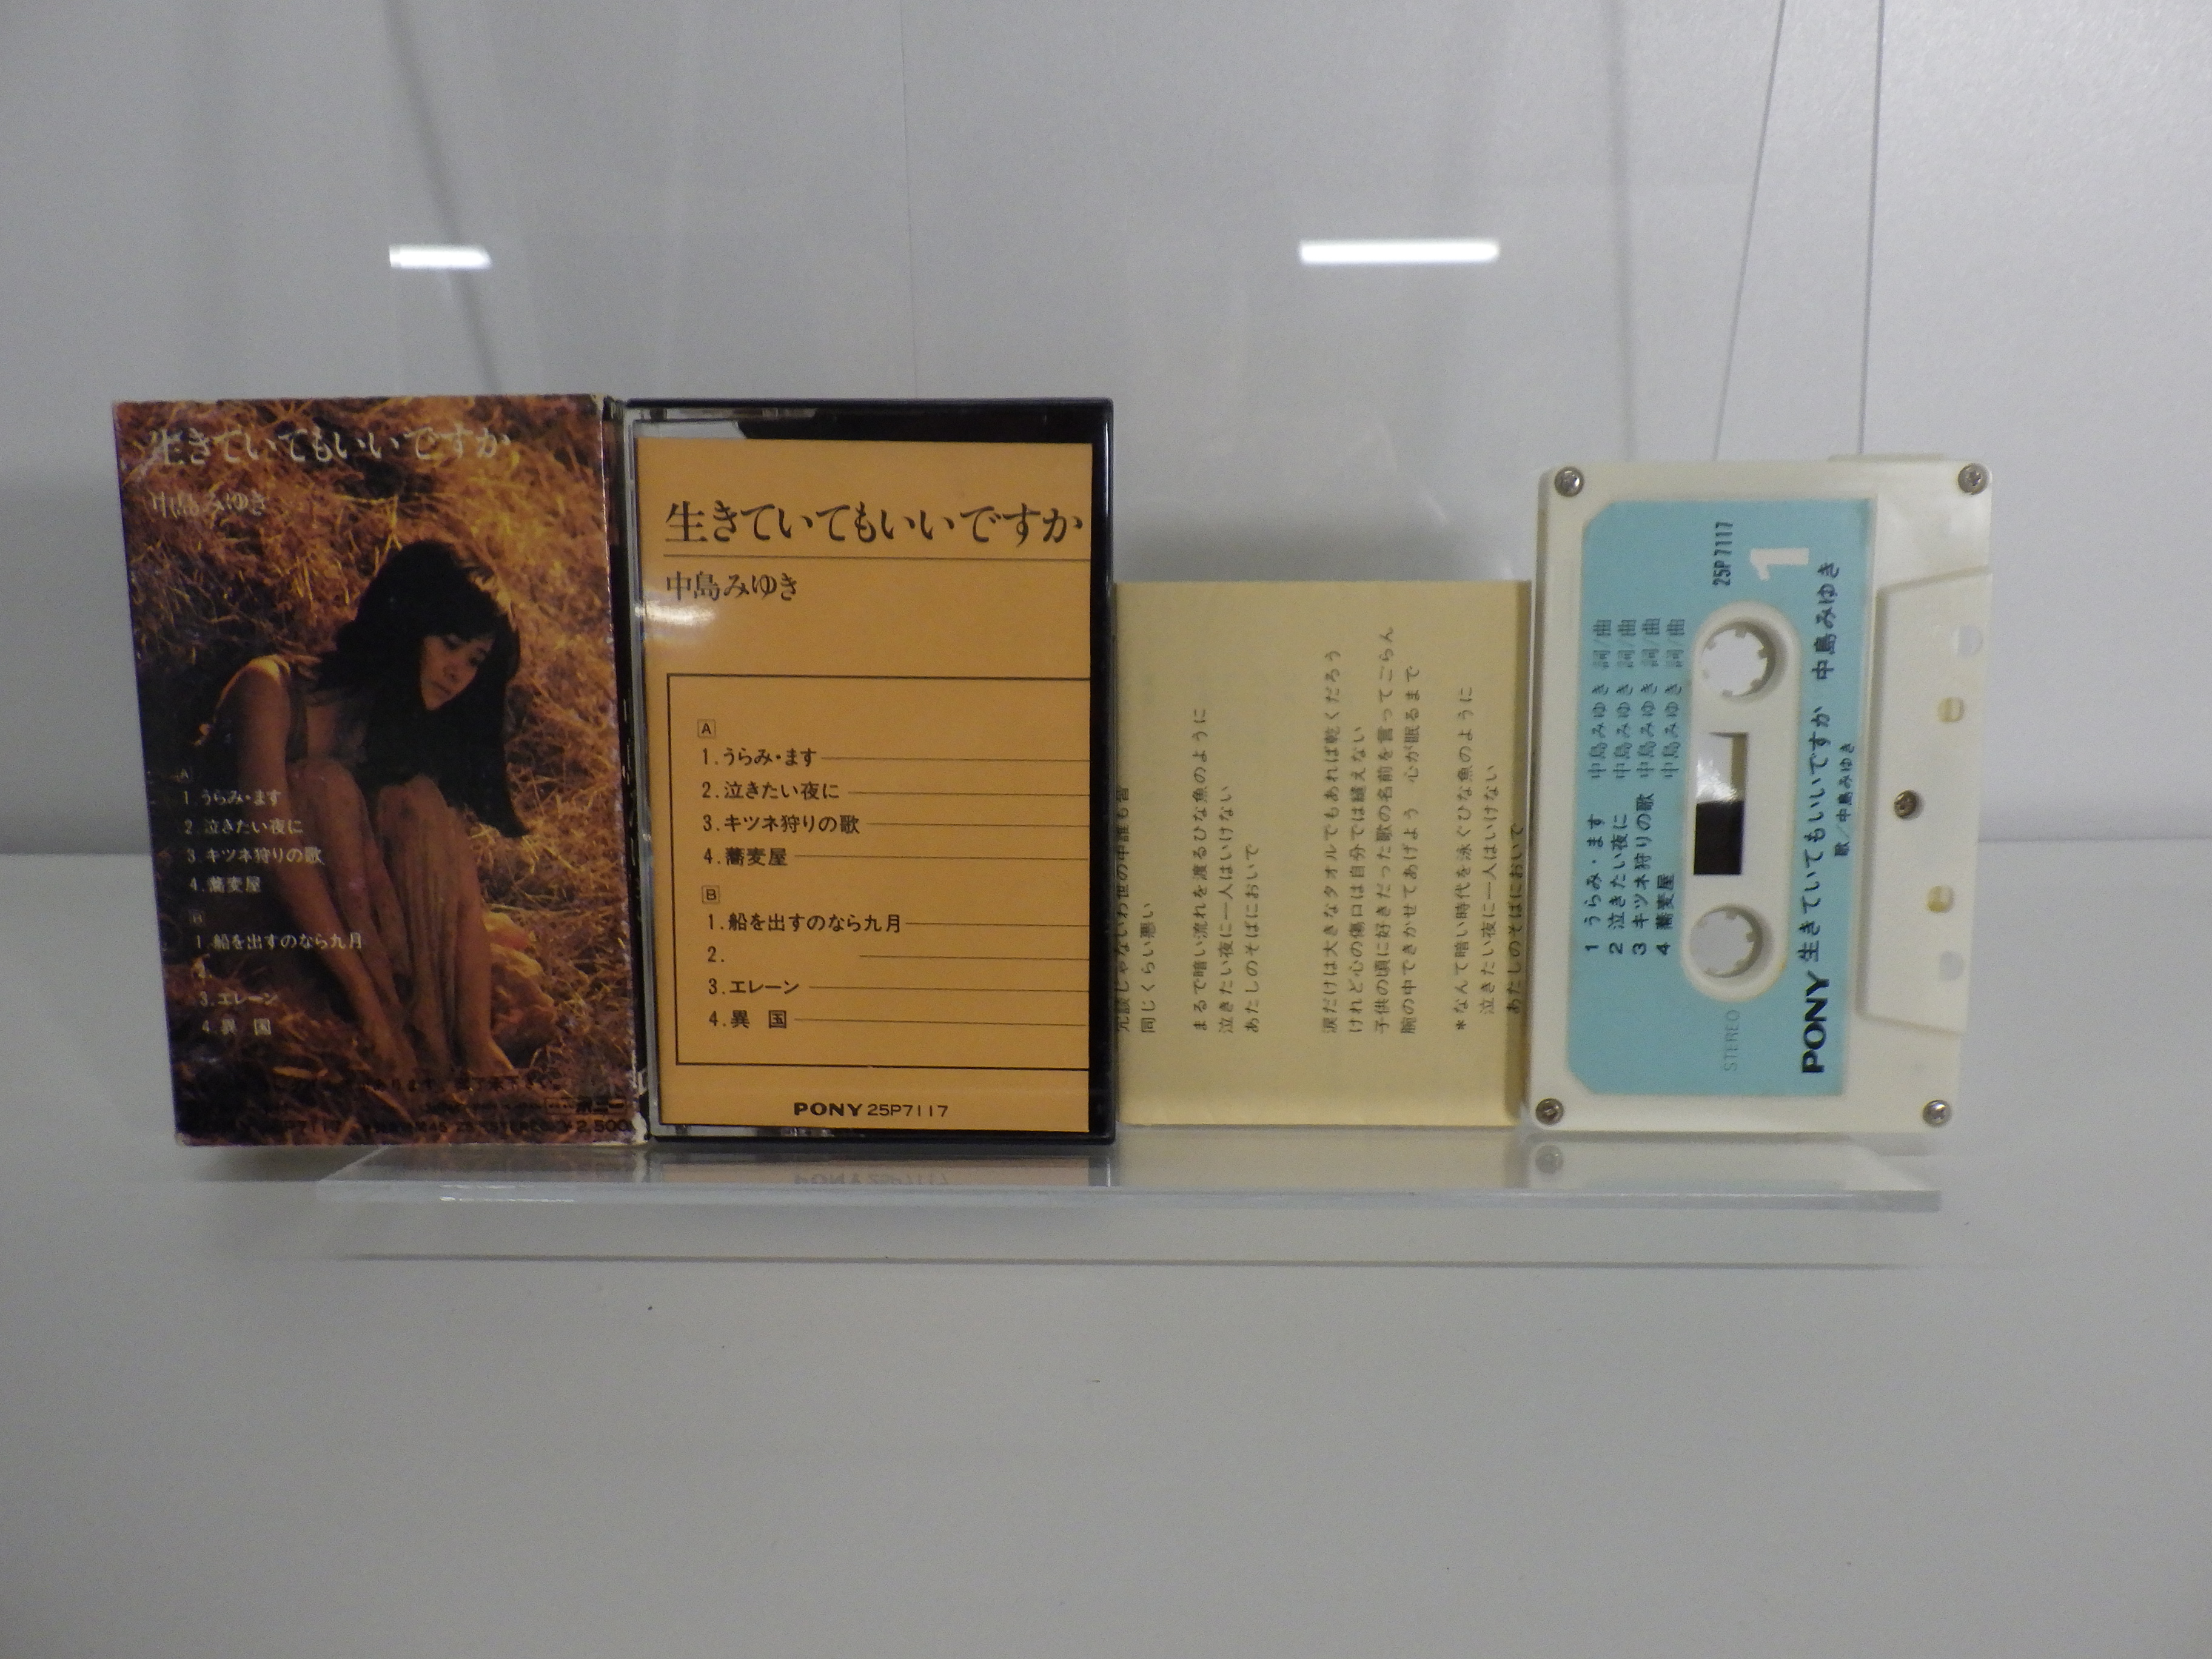 生きていてもいいですか
中島みゆき
A
1.うらみ・ます
2.泣きたい夜に
3.キツネ狩りの歌
4.蕎麦屋
B
1.船を出すのなら九月
3.エレーン
4.異 国
2,500
生きていてもいいですか
中島みゆき
A
1.うらみ・ます
2.泣きたい夜に
3.キツネ狩りの歌
4.蕎麦屋
B
1.船を出すのなら九月
2.
3.エレーン
4.異 国
PONY 25P7117
冗談じゃないわ世の中誰も皆
同じくらい悪い
まるで暗い流れを渡るひな魚のように
泣きたい夜に一人はいけない
あたしのそばにおいで
涙だけは大きなタオルでもあれば乾くだろう
けれど心の傷口は自分では縫えない
子供の頃に好きだった歌の名前を言ってごらん
腕の中できかせてあげよう 心が眠るまで
*なんて暗い時代を泳ぐひな魚のように
泣きたい夜に一人はいけない
あたしのそばにおいで
1 うらみ・ます 中島みゆき 詞/曲
2 泣きたい夜に 中島みゆき 詞/曲
3 キツネ狩りの歌 中島みゆき 詞/曲
4 蕎麦屋 中島みゆき 詞/曲
STEREO
25P7117
1
PONY 生きていてもいいですか 中島みゆき
歌/中島みゆき